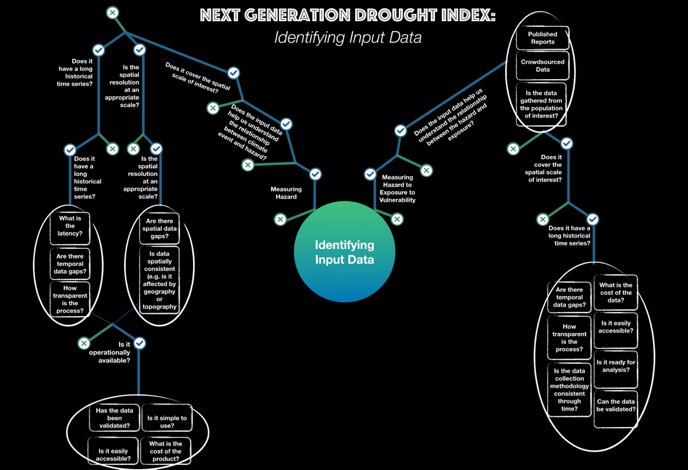 NEXT GENERATION DROUGHT INDEX:
Identifying Input Data
Does it
have a long
historical
time series?
Is the
spatial
resolution
at an
appropriate
scale?
Does it
have a
long
historical
time
series?
Is the
spatial
resolution
at an
appropriate
scale?
What is
the
latency?
Are there
temporal
data gaps?
How
transparent
is the
process?
Are there
spatial data
gaps?
Is data
spatially
consistent
(e.g. is it
affected by
geography
or
topography
Is it
operationally
available?
Has the data
been
validated?
Is it simple to
use?
Is it easily
accessible?
What is the
cost of the
product?
Does it cover the spatial
scale of interest?
Does the input data
help us understand
the relationship
between climate
event and hazard?
Measuring
Hazard
Identifying
Input Data
Measuring
Hazard to
Exposure to
Vulnerability
Does the input data help us
understand the relationship
between the hazard and
exposure?
Published
Reports
Crowdsourced
Data
Is the data
gathered from
the population
of interest?
Does it
cover the
spatial scale
of interest?
Does it have a
long historical
time series?
Are there
temporal
data gaps?
How
transparent
is the
process?
Is the data
collection
methodology
consistent
through
time?
What is the
cost of the
data?
Is it easily
accessible?
Is it ready for
analysis?
Can the data
be validated?